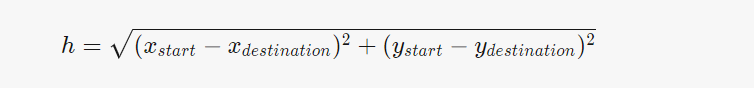 h = √(x_start − x_destination)² + (y_start − y_destination)²